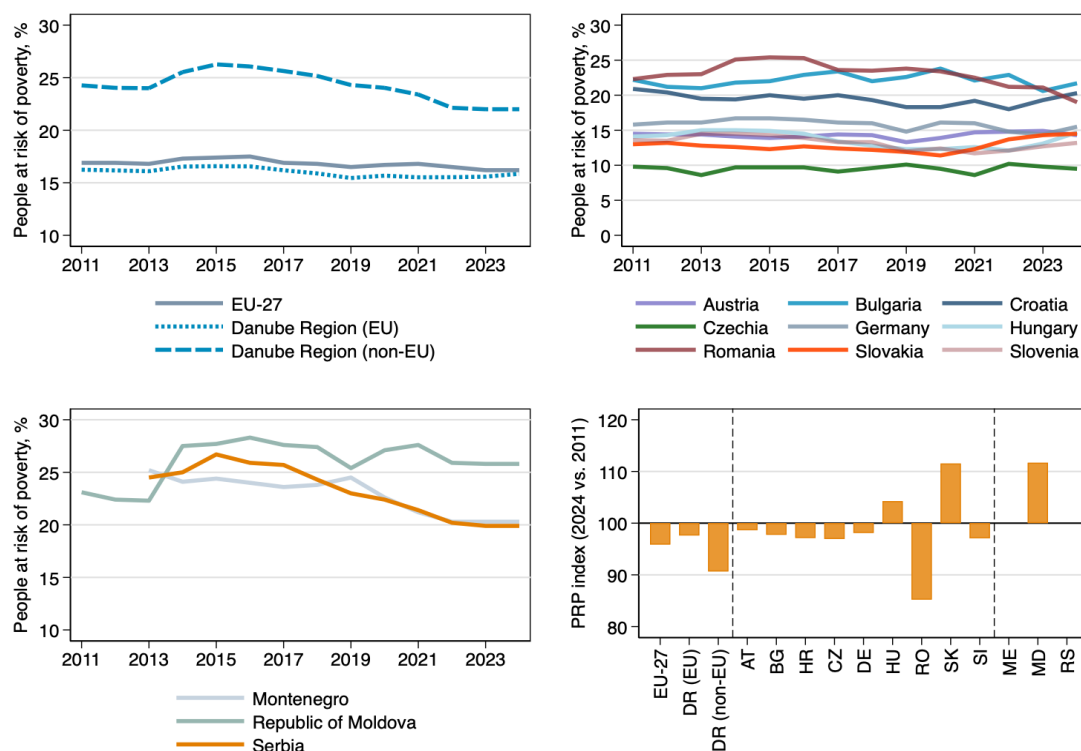 People at risk of poverty, %
30
25
20
15
10
2011 2013 2015 2017 2019 2021 2023
EU-27
Danube Region (EU)
Danube Region (non-EU)
People at risk of poverty, %
30
25
20
15
10
5
0
2011 2013 2015 2017 2019 2021 2023
Austria Bulgaria Croatia
Czechia Germany Hungary
Romania Slovakia Slovenia
People at risk of poverty, %
30
25
20
15
10
2011 2013 2015 2017 2019 2021 2023
Montenegro
Republic of Moldova
Serbia
PRP index (2024 vs. 2011)
120
110
100
90
80
EU-27 DR (EU) DR (non-EU) AT BG HR CZ DE HU RO SK SI ME MD RS